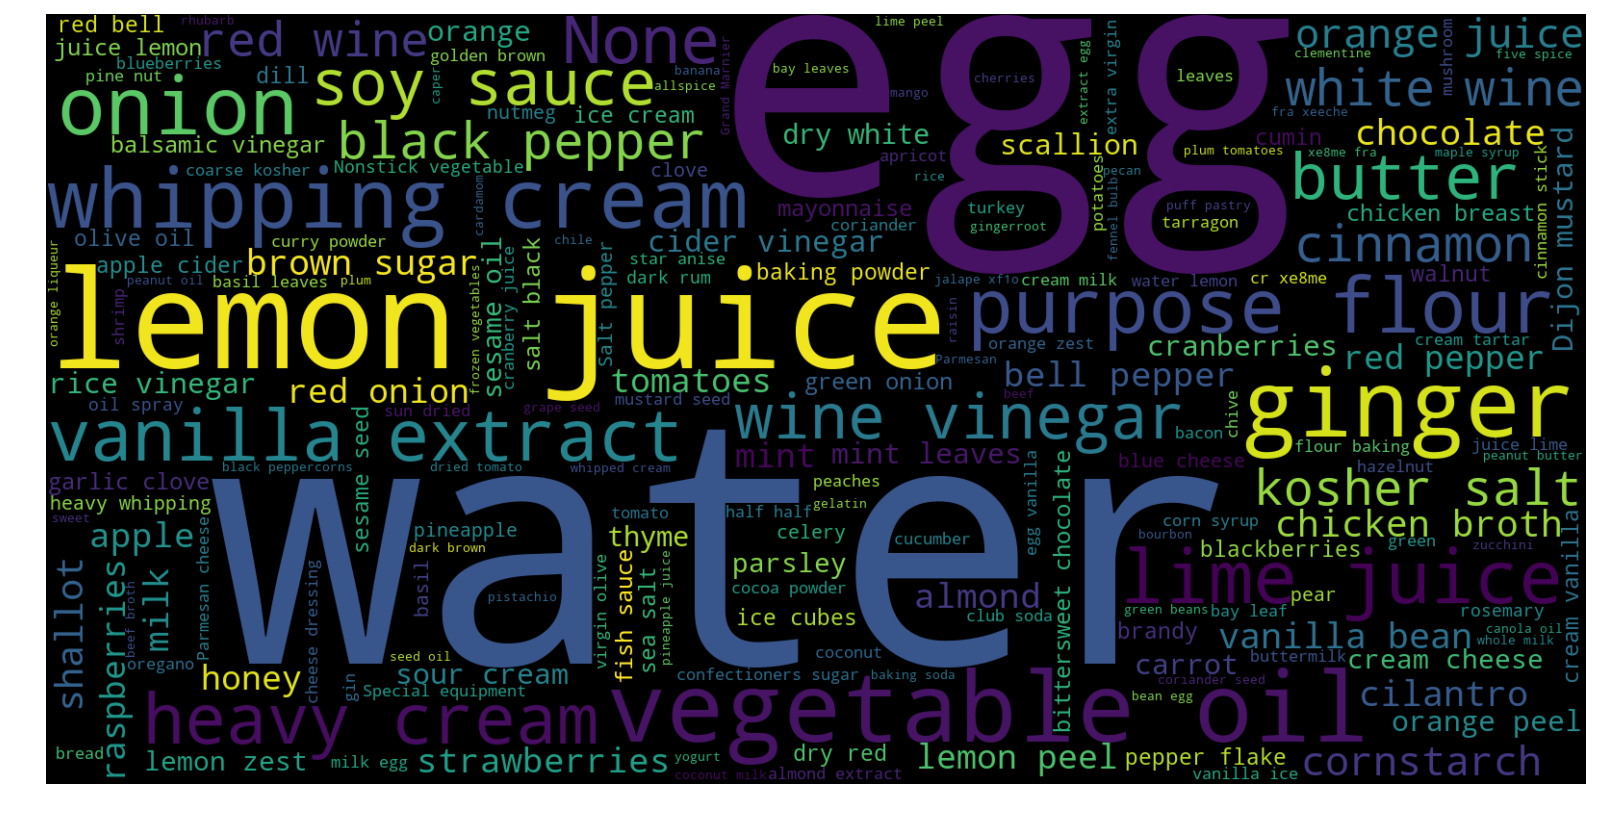 red bell
rhubarb
red wine
orange
None
egg
lime peel
orange juice
juice lemon
golden brown
blueberries
pine nut
dill
soy sauce
caper
banana
allspice
Grand Marnier
bay leaves
cherries
mango
extract egg
extra virgin
leaves
clementine
five spice
mushroom
white wine
onion
nutmeg
ice cream
fra xeeche
balsamic vinegar
black pepper
dry white
scallion
cumin
chocolate
apricot
plum tomatoes
xe8me fra
maple syrup
coarse kosher
Nonstick vegetable
clove
rice
potatoes
pecan
butter
whipping cream
cardamom
mayonnaise
turkey
gingerroot
fennel bulb
puff pastry
tarragon
chicken breast
cinnamon stick
Dijon mustard
olive oil
curry powder
coriander
cinnamon
chile
cider vinegar
apple cider
brown sugar
sesame oil
salt black
salt pepper
star anise
dark rum
baking powder
jalape xf1o
cream milk
water lemon
cr xe8me
walnut
peanut oil
basil leaves
plum
orange liqueur
shrimp
lemon juice
frozen vegetables
cranberry juice
raisin
purpose flour
orange zest
cranberries
cream tartar
Parmesan
red pepper
rice vinegar
red onion
tomatoes
green onion
bell pepper
oil spray
sun dried
grape seed
mustard seed
beef
ginger
chive
vanilla extract
wine vinegar
bacon
flour baking
juice lime
peanut butter
sesame seed
black peppercorns
dried tomato
whipped cream
mint
mint leaves
blue cheese
hazelnut
garlic clove
peaches
egg vanilla
bittersweet chocolate
kosher salt
heavy whipping
water
gelatin
sweet
pineapple
tomato
half half
corn syrup
chicken broth
apple
Parmesan cheese
dark brown
thyme
celery
cucumber
bourbon
green
zucchini
blackberries
cream vanilla
shallot
raspberries
milk
beef broth
basil
pistachio
virgin olive
fish sauce
sea salt
pineapple juice
parsley
cocoa powder
almond
lime juice
pear
ice cubes
club soda
green beans
bay leaf
rosemary
brandy
vanilla bean
canola oil
whole milk
oregano
cheese dressing
seed oil
coconut
carrot
buttermilk
cream cheese
honey
gin
sour cream
confectioners sugar
baking soda
coriander seed
Special equipment
bean egg
cilantro
heavy cream
vegetable oil
orange peel
bread
lemon zest
milk egg
strawberries
yogurt
dry red
lemon peel
pepper flake
cornstarch
coconut milk
almond extract
vanilla ice